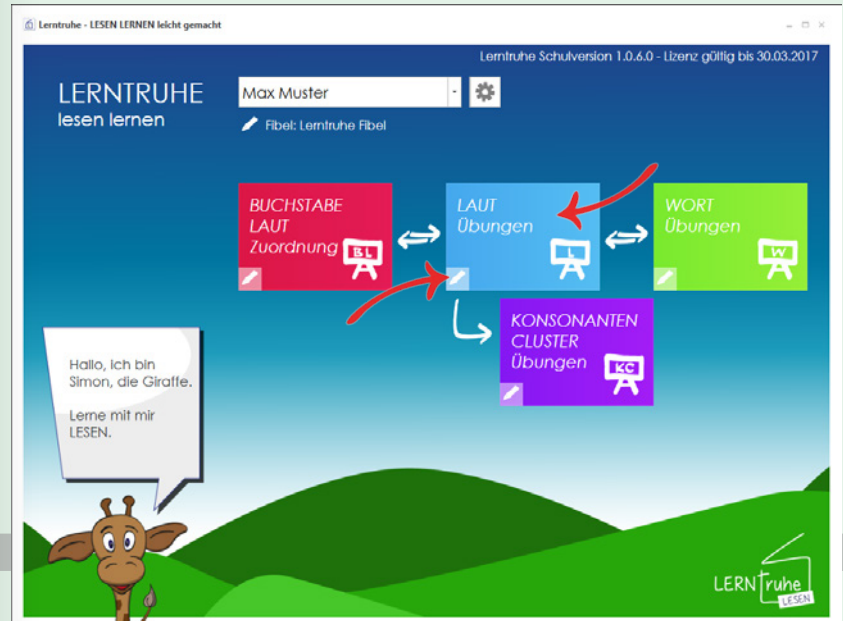 Lerntruhe - LESEN LERNEN leicht gemacht
Lerntruhe Schulversion 1.0.6.0 - Lizenz gültig bis 30.03.2017
LERNTRUHE
lesen lernen
Max Muster
Fibel: Lerntruhe Fibel
BUCHSTABE
LAUT
Zuordnung
BL
LAUT
Übungen
L
WORT
Übungen
W
KONSONANTEN
CLUSTER
Übungen
KC
Hallo, ich bin
Simon, die Giraffe.
Lerne mit mir
LESEN.
LERNTruhe
LESEN